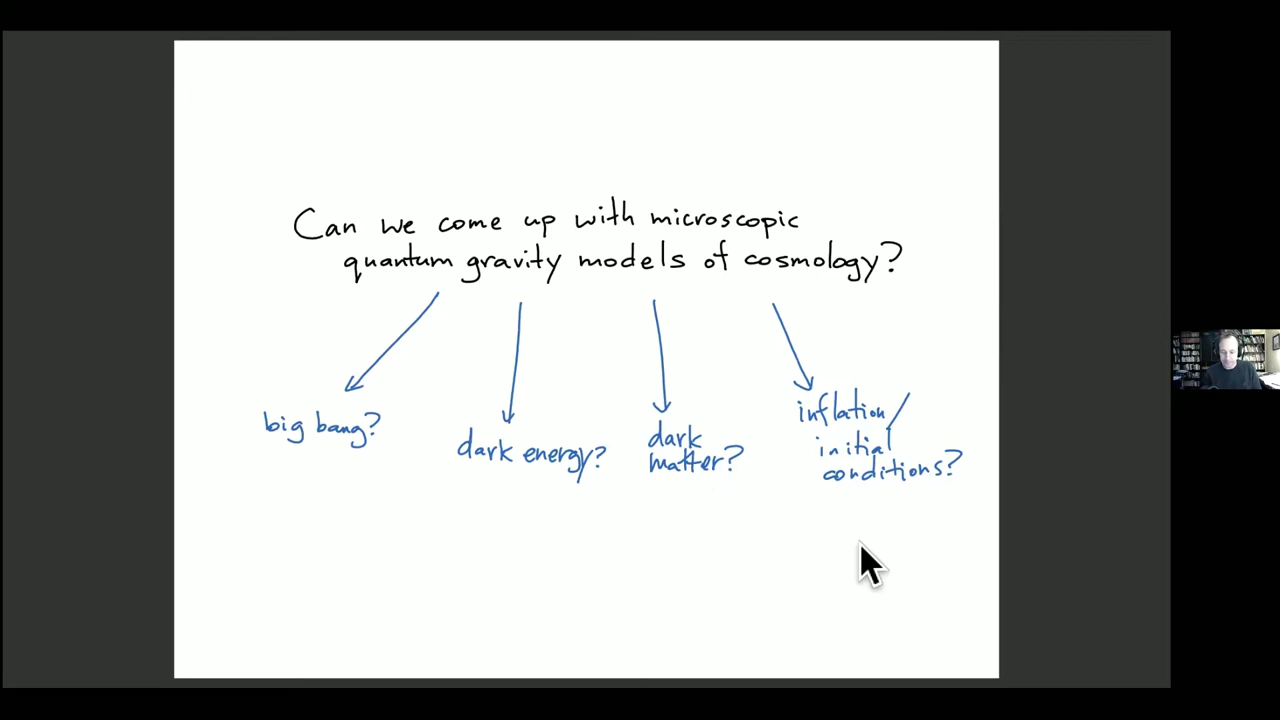 Can we come up with microscopic
quantum gravity models of cosmology?
big bang?
dark energy?
dark
matter?
inflation/
initial
conditions?